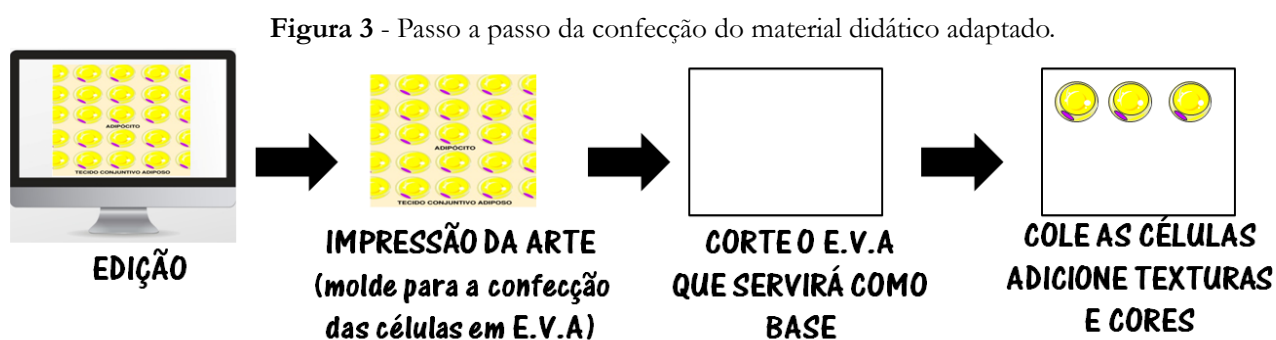 Figura 3 - Passo a passo da confecção do material didático adaptado.
ADIPÓCITO
TECIDO CONJUNTIVO ADIPOSO
EDIÇÃO
ADIPÓCITO
TECIDO CONJUNTIVO ADIPOSO
IMPRESSÃO DA ARTE
(molde para a confecção
das células em E.V.A)
CORTE O E.V.A
QUE SERVIRÁ COMO
BASE
COLE AS CÉLULAS
ADICIONE TEXTURAS
E CORES